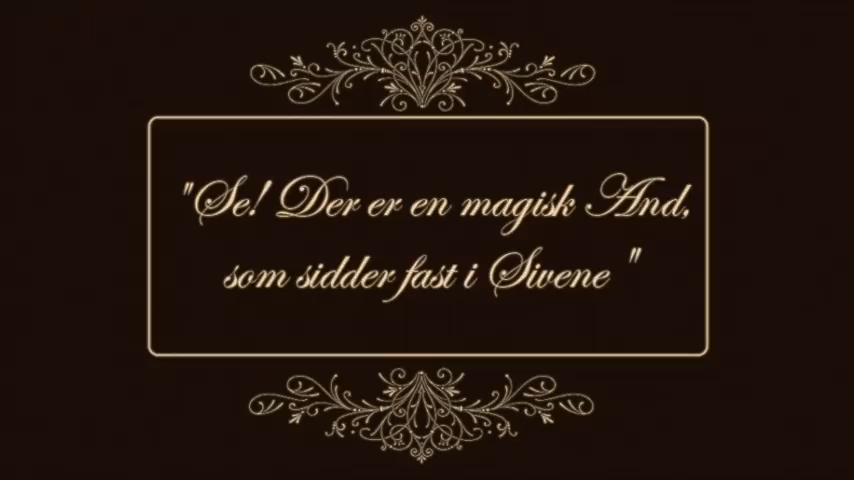 "Se! Der er en magisk And,
som sidder fast i Sivene "